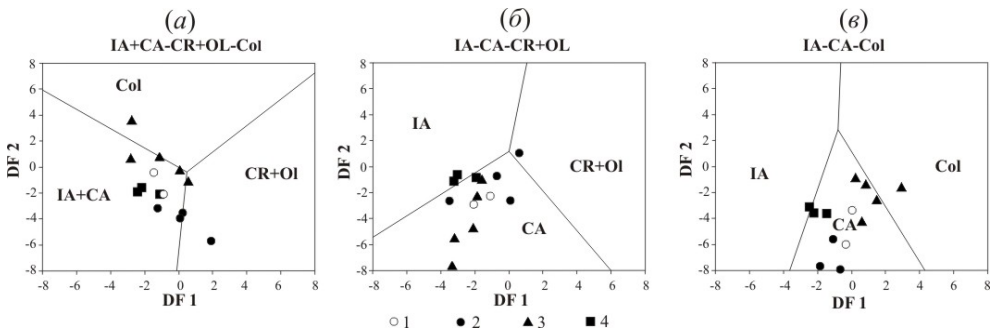 (а) (б) (в)
IA+CA-CR+OL-Col IA-CA-CR+OL IA-CA-Col
8 8 8
6 6 6
4 4 4
2 2 2
0 0 0
-2 -2 -2
-4 -4 -4
-6 -6 -6
-8 -8 -8
DF 2 DF 2 DF 2
Col
IA+CA
CR+Ol
IA
CR+Ol
CA
IA
Col
CA
-8 -6 -4 -2 0 2 4 6 8 -8 -6 -4 -2 0 2 4 6 8 -8 -6 -4 -2 0 2 4 6 8
DF 1 DF 1 DF 1
1 2 3 4